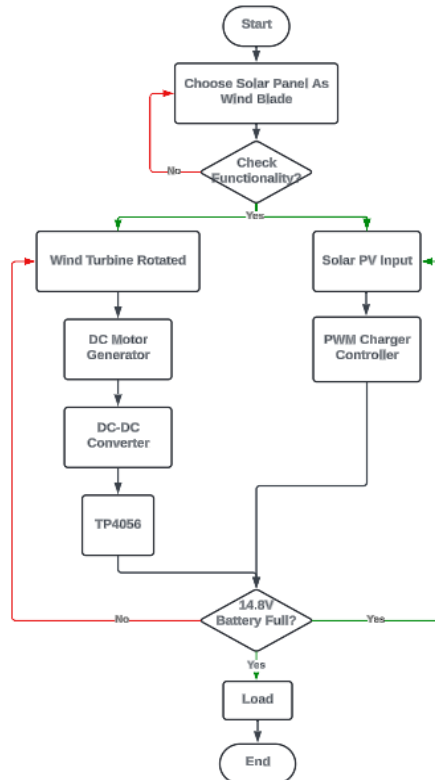 Start
Choose Solar Panel As
Wind Blade
Check
Functionality?
No
Yes
Wind Turbine Rotated
Solar PV Input
DC Motor
Generator
PWM Charger
Controller
DC-DC
Converter
TP4056
14.8V
Battery Full?
No
Yes
Yes
Load
End